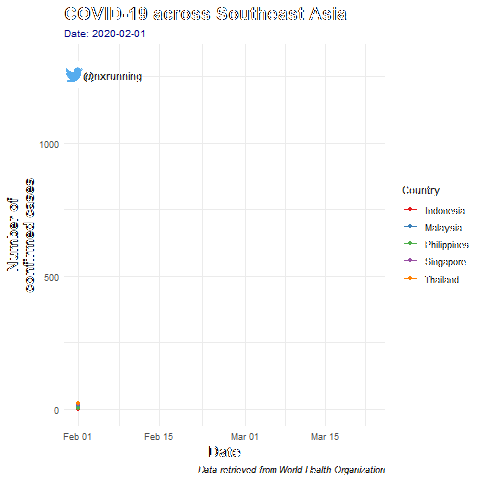 COVID-19 across Southeast Asia
Date: 2020-02-01
@nxrunning
Number of
confirmed cases
1000
500
0
Feb 01
Feb 15
Mar 01
Mar 15
Date
Country
Indonesia
Malaysia
Philippines
Singapore
Thailand
Data retrieved from World Health Organization